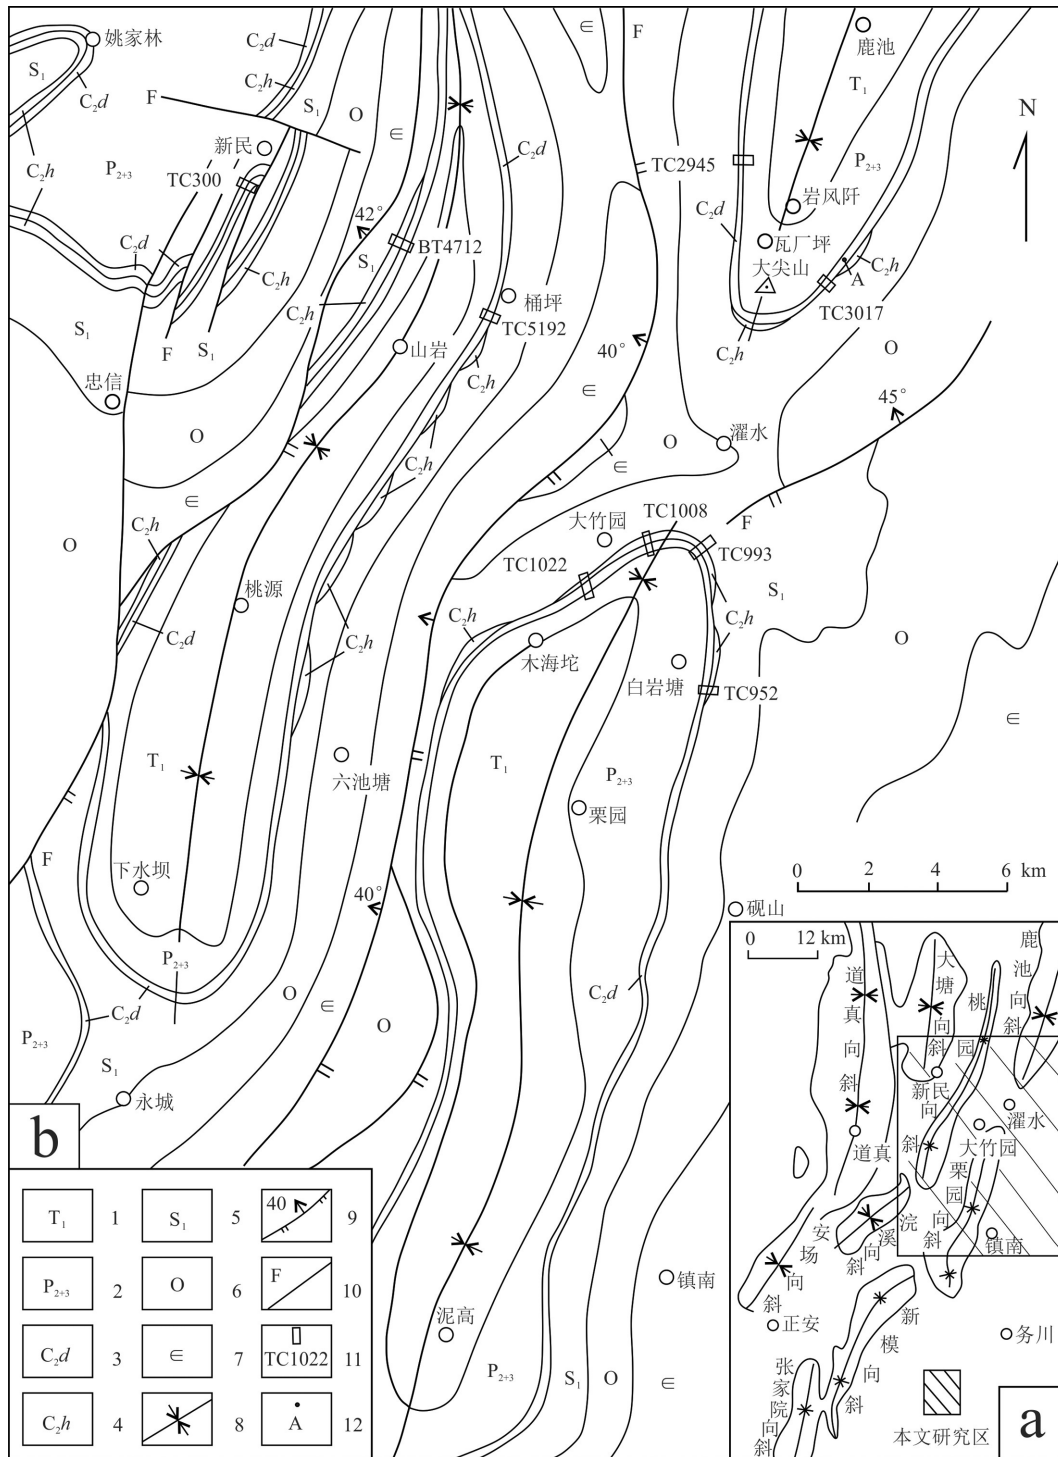 姚家林
C₂d
∈
F
鹿池
S₁
C₂d
C₂h
T₁
F
S₁
O
∈
N
新民
C₂d
P₂₊₃
TC2945
P₂₊₃
C₂h
TC300
岩风阡
42°
C₂d
C₂d
BT4712
瓦厂坪
S₁
大尖山
C₂h
C₂h
A
桶坪
C₂h
TC3017
S₁
TC5192
F
S₁
山岩
40°
C₂h
O
忠信
C₂h
∈
45°
O
濯水
O
C₂h
∈
∈
TC1008
C₂h
大竹园
F
O
TC1022
TC993
桃源
S₁
C₂h
C₂h
O
C₂d
C₂h
木海坨
白岩塘
TC952
∈
T₁
T₁
六池塘
P₂₊₃
栗园
F
下水坝
0 2 4 6 km
40°
砚山
P₂₊₃
O
C₂d
∈
C₂d
O
P₂₊₃
S₁
永城
b
泥高
镇南
P₂₊₃
S₁
O
∈
T₁ 1
S₁ 5
40 9
P₂₊₃ 2
O 6
F 10
C₂d 3
∈ 7
TC1022 11
C₂h 4
8
A 12
0 12 km
道真向斜
大塘向斜
桃园向斜
鹿池向斜
新民
濯水
大竹园
道真
栗园向斜
安场向斜
浣溪向斜
镇南
正安
新模向斜
务川
张家院向斜
本文研究区
a